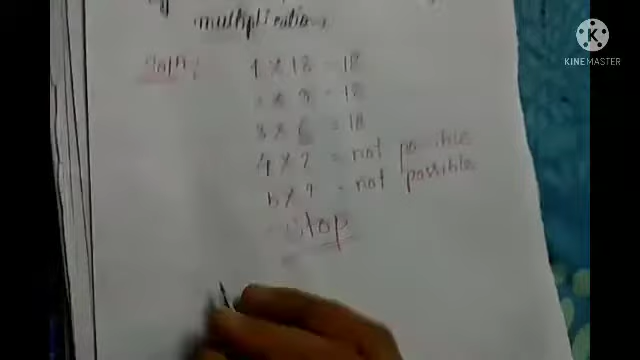 multiplication.
Soln:
1 × 18 = 18
2 × 9 = 18
3 × 6 = 18
4 × ? = not possible
5 × ? = not possible
Stop
KINEMASTER